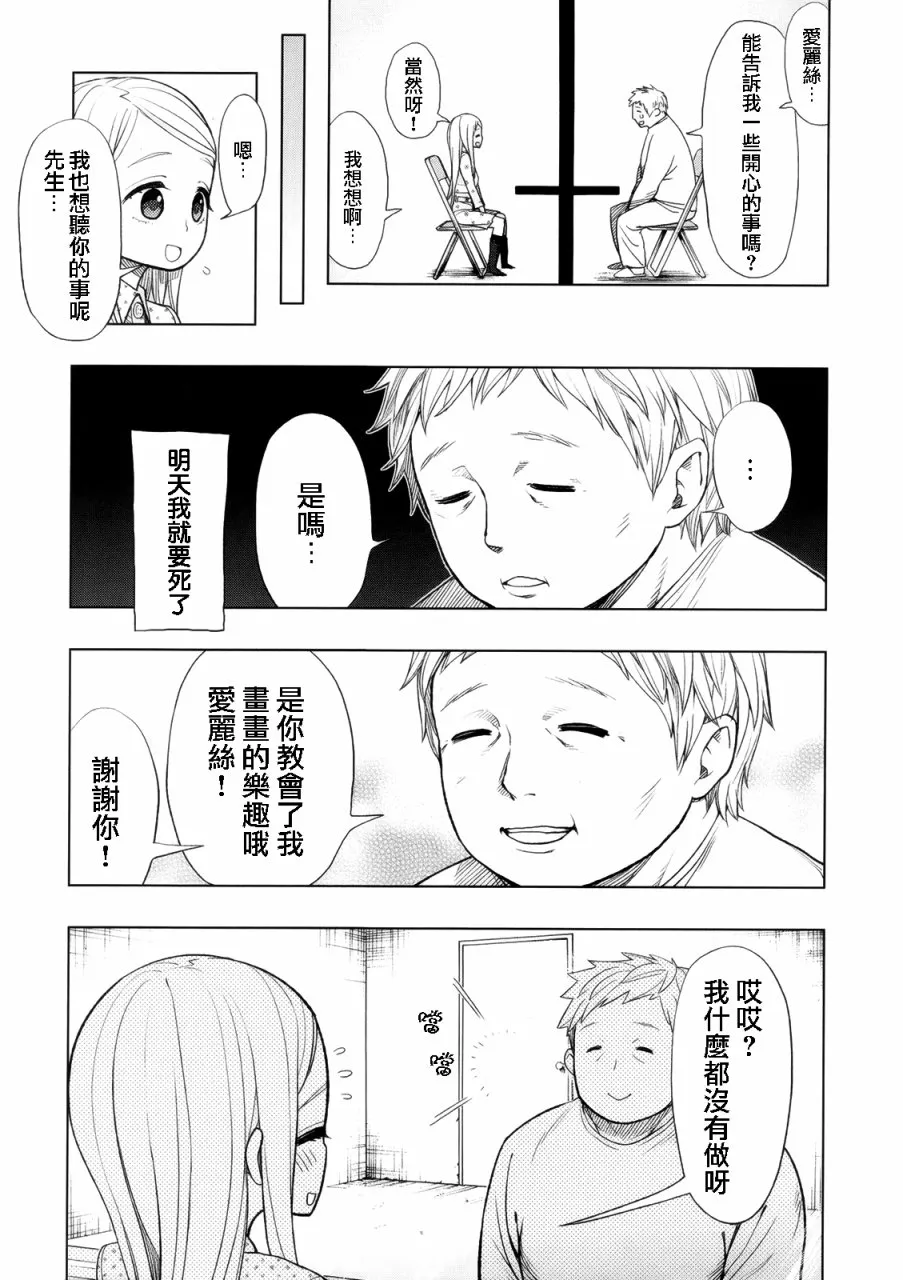 愛麗絲…
能告訴我一些開心的事嗎?
當然呀!
我想想啊…
嗯…
我也想聽你的事呢
先生…
…
是嗎…
明天我就要死了
是你教會了我
畫畫的樂趣哦
愛麗絲!
謝謝你!
哎哎?
我什麼都沒有做呀